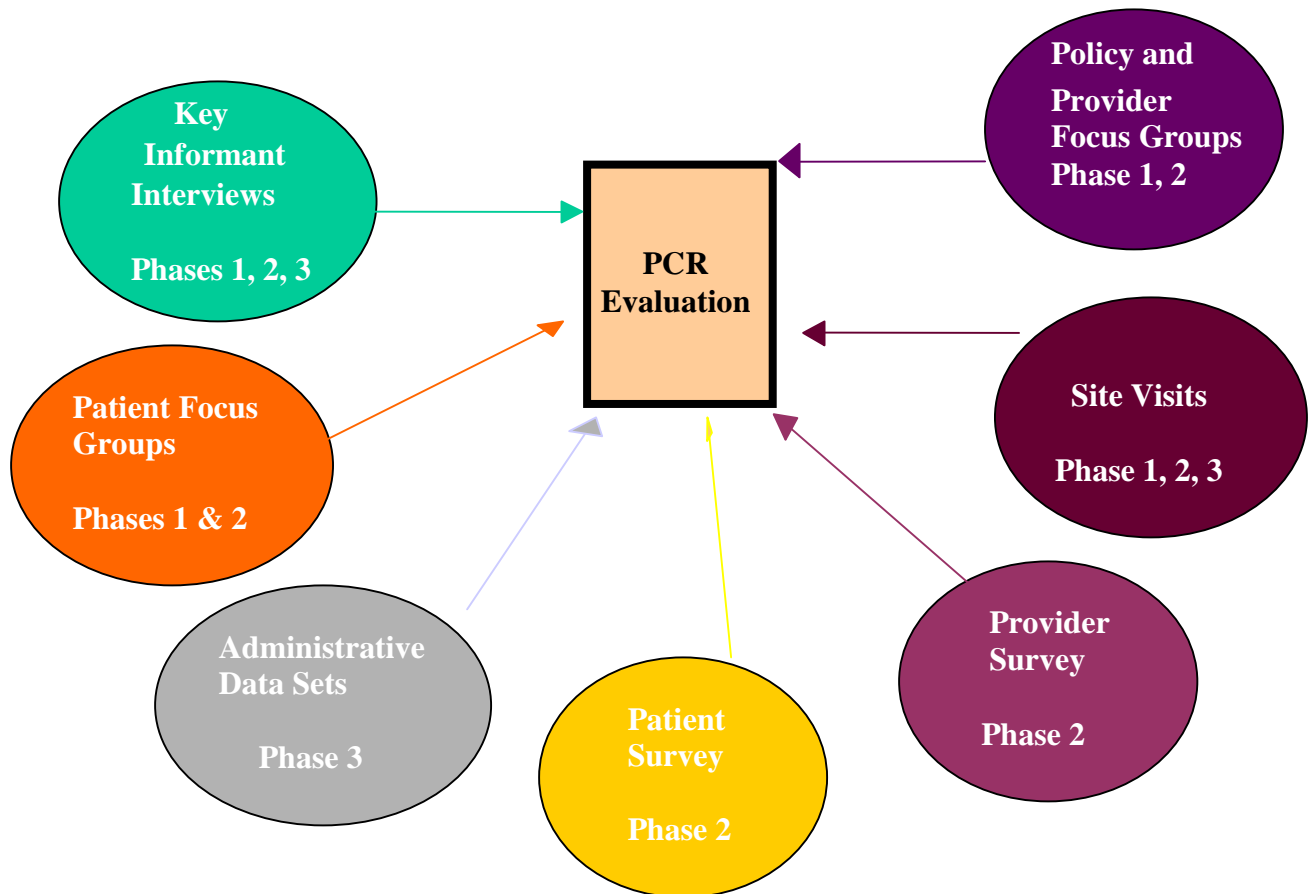 Key
Informant
Interviews
Phases 1, 2, 3
Policy and
Provider
Focus Groups
Phase 1, 2
PCR
Evaluation
Patient Focus
Groups
Phases 1 & 2
Site Visits
Phase 1, 2, 3
Administrative
Data Sets
Phase 3
Patient
Survey
Phase 2
Provider
Survey
Phase 2